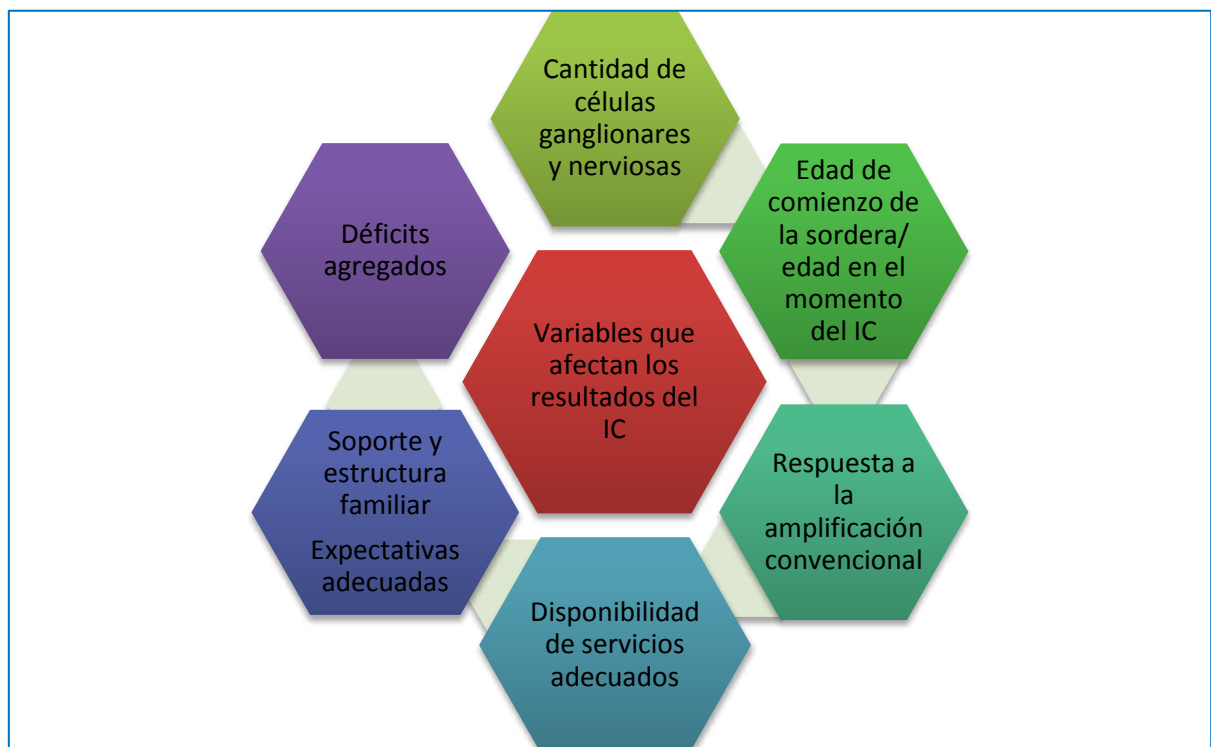 Cantidad de
células
ganglionares
y nerviosas
Edad de
comienzo de
la sordera/
edad en el
momento
del IC
Respuesta a
la
amplificación
convencional
Disponibilidad
de servicios
adecuados
Soporte y
estructura
familiar
Expectativas
adecuadas
Déficits
agregados
Variables que
afectan los
resultados del
IC